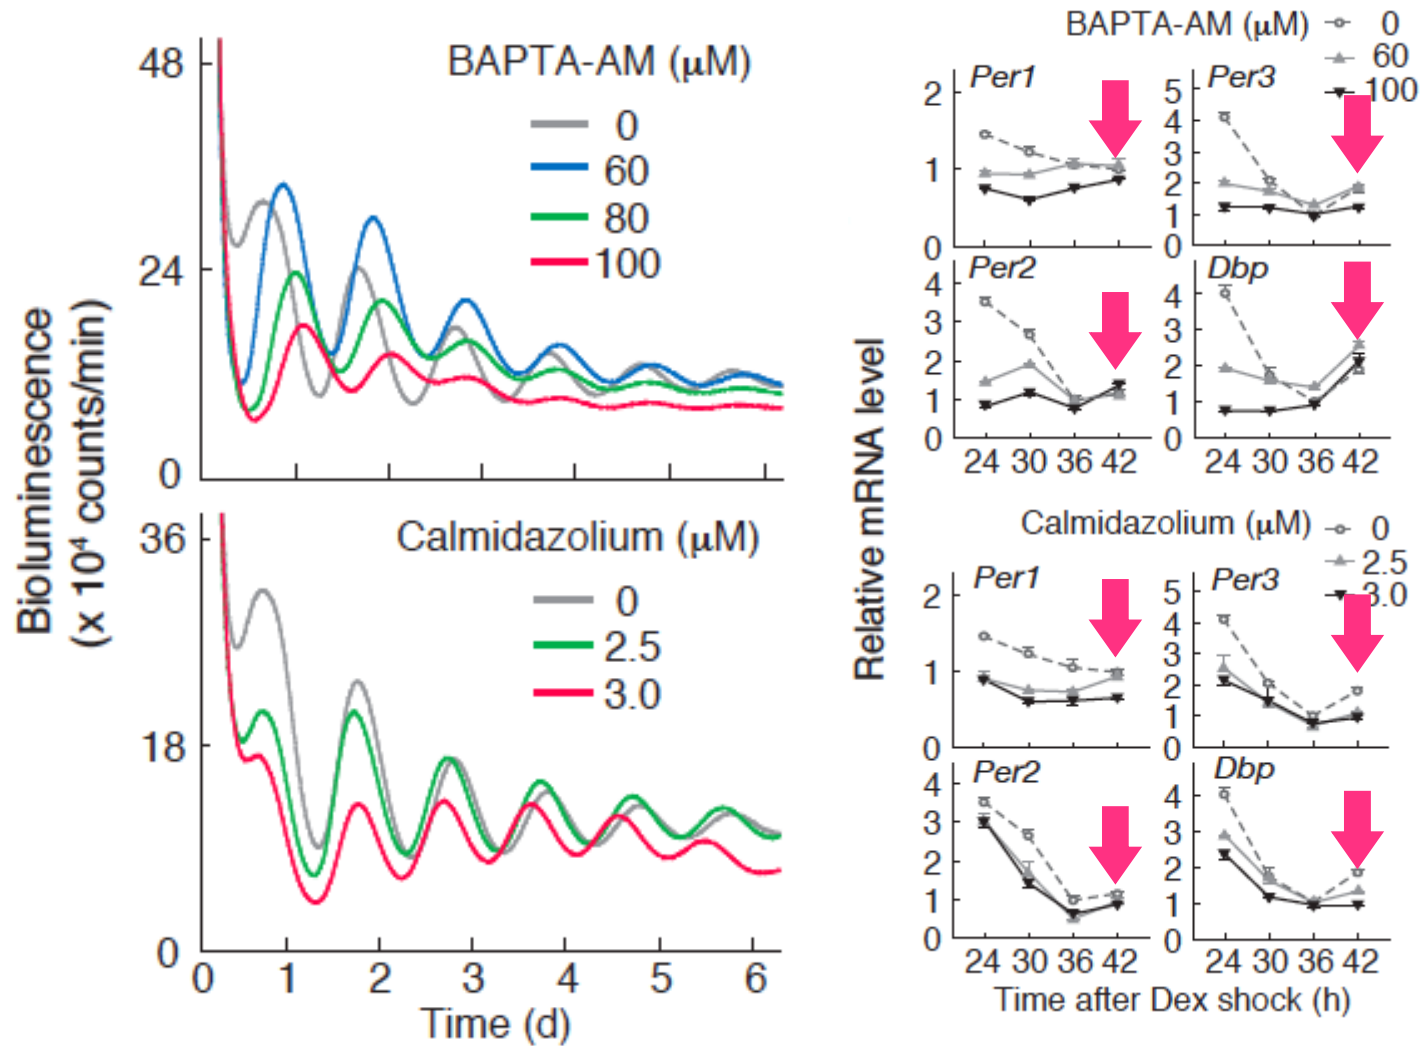 BAPTA-AM (μM)
0
60
80
100
48
24
0
Bioluminescence
(x 10⁴ counts/min)
Calmidazolium (μM)
0
2.5
3.0
36
18
0
0 1 2 3 4 5 6
Time (d)
BAPTA-AM (μM) 0
60
100
Per1
2
1
0
Per3
5
4
3
2
1
0
Per2
4
3
2
1
0
24 30 36 42
Dbp
4
3
2
1
0
24 30 36 42
Relative mRNA level
Calmidazolium (μM) 0
2.5
3.0
Per1
2
1
0
Per3
5
4
3
2
1
0
Per2
4
3
2
1
0
24 30 36 42
Dbp
4
3
2
1
0
24 30 36 42
Time after Dex shock (h)